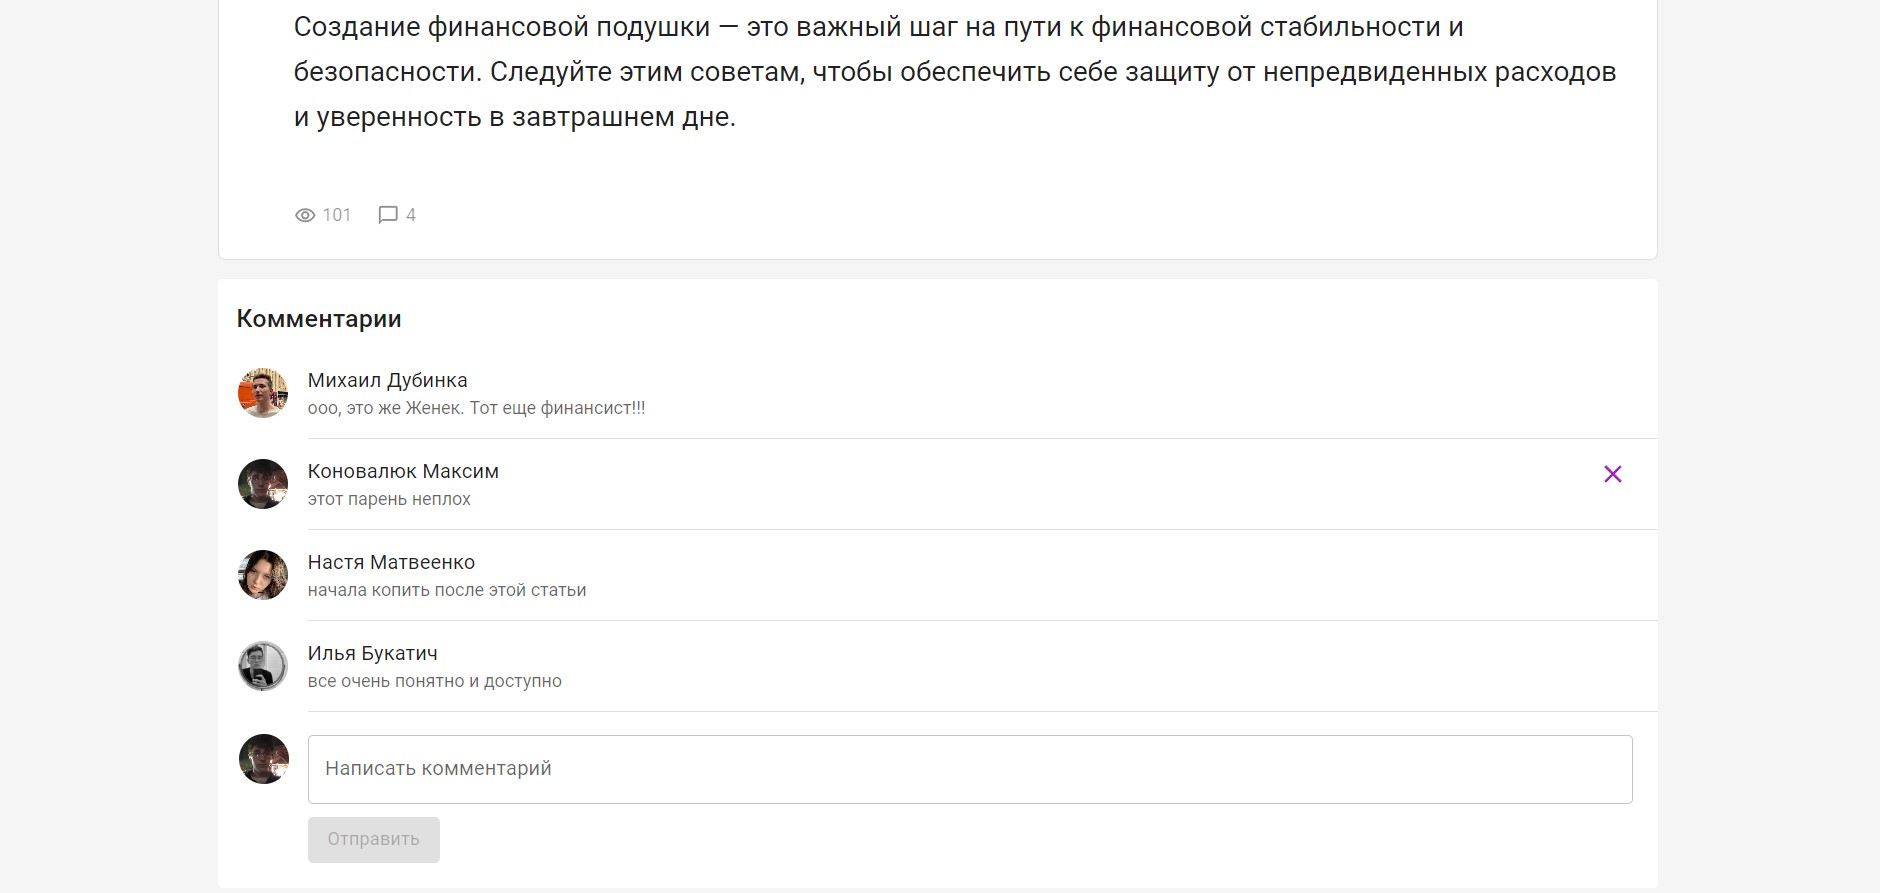 Создание финансовой подушки — это важный шаг на пути к финансовой стабильности и
безопасности. Следуйте этим советам, чтобы обеспечить себе защиту от непредвиденных расходов
и уверенность в завтрашнем дне.
101 4
Комментарии
Михаил Дубинка
ооо, это же Женек. Тот еще финансист!!!
Коновалюк Максим
этот парень неплох
Настя Матвеенко
начала копить после этой статьи
Илья Букатич
все очень понятно и доступно
Написать комментарий
Отправить